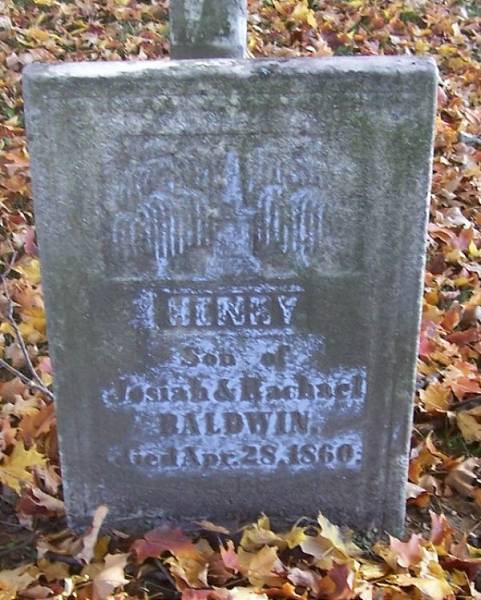 HENRY
Son of
Josiah & Rachael
BALDWIN.
Died Apr. 28, 1860.